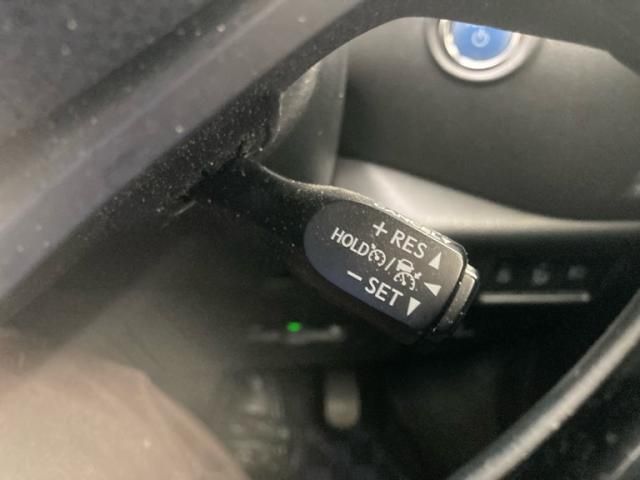 + RES ▲
HOLD / ◀
− SET ▼